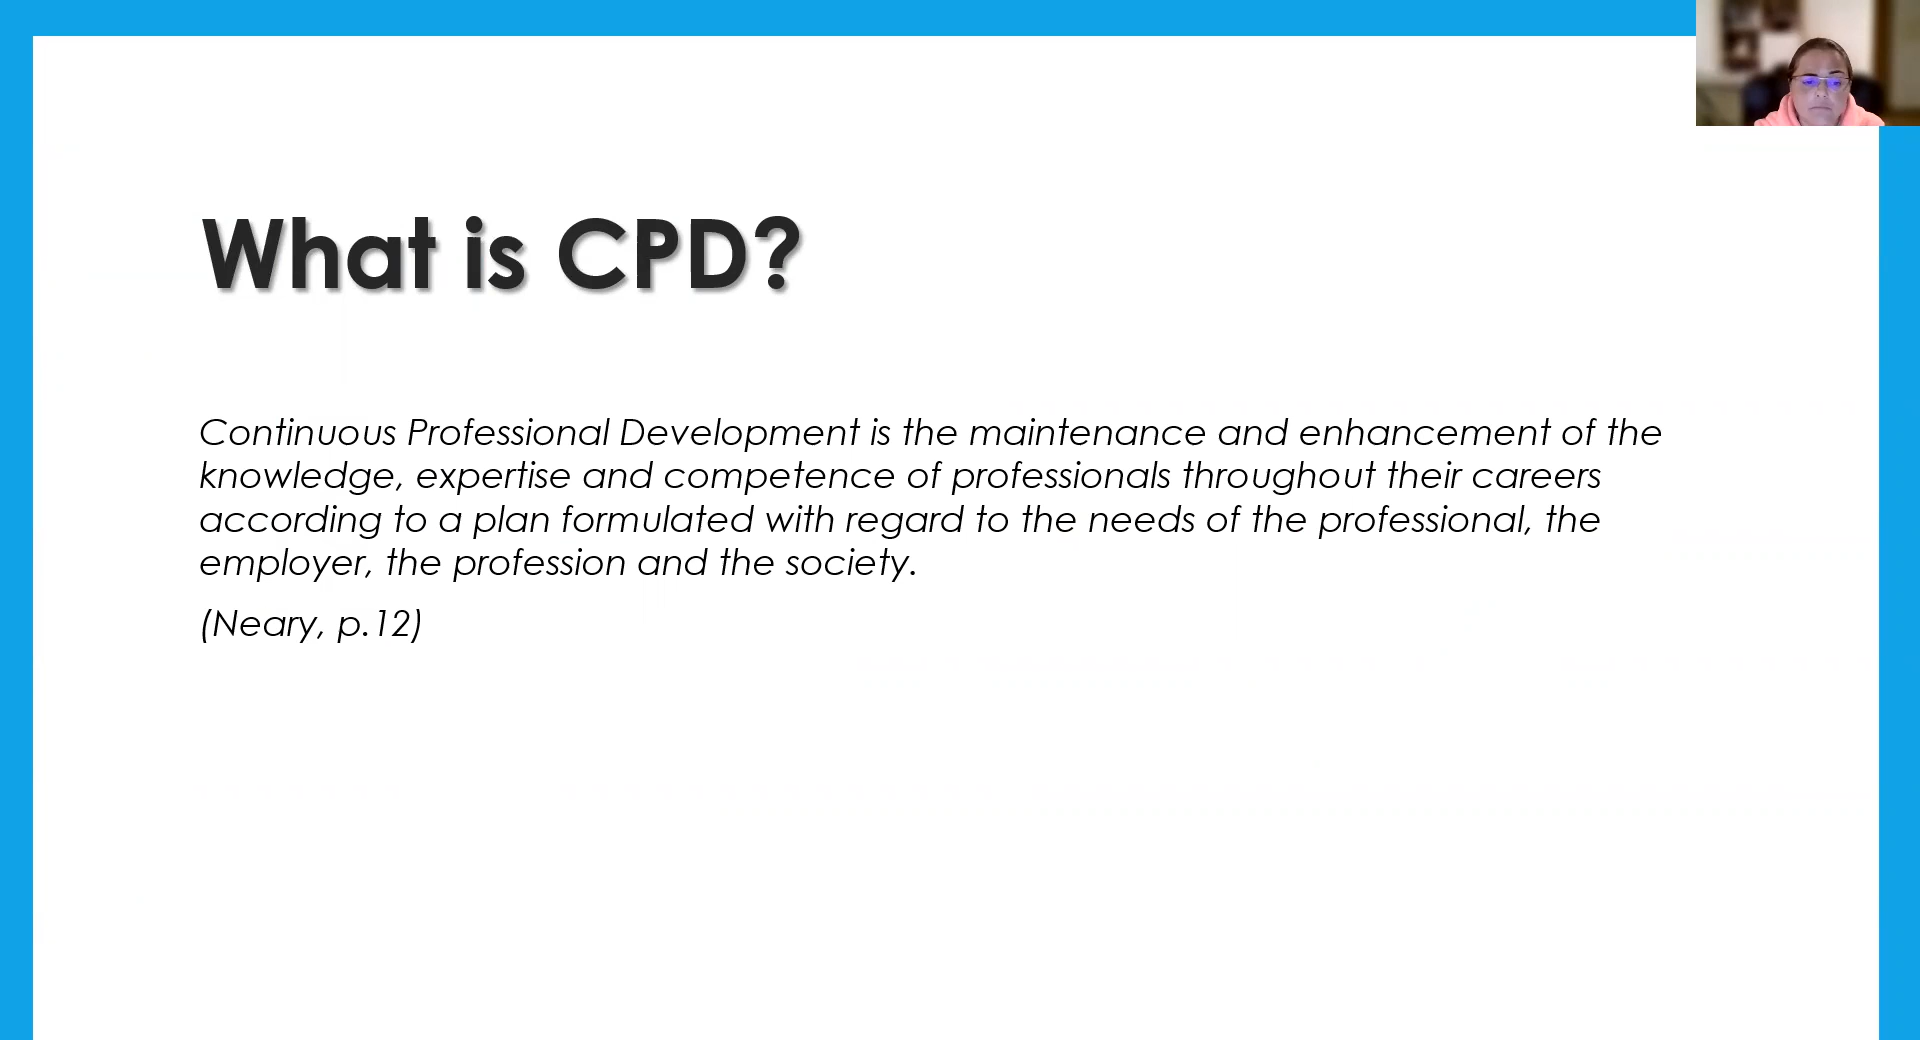 What is CPD?
Continuous Professional Development is the maintenance and enhancement of the
knowledge, expertise and competence of professionals throughout their careers
according to a plan formulated with regard to the needs of the professional, the
employer, the profession and the society.
(Neary, p.12)